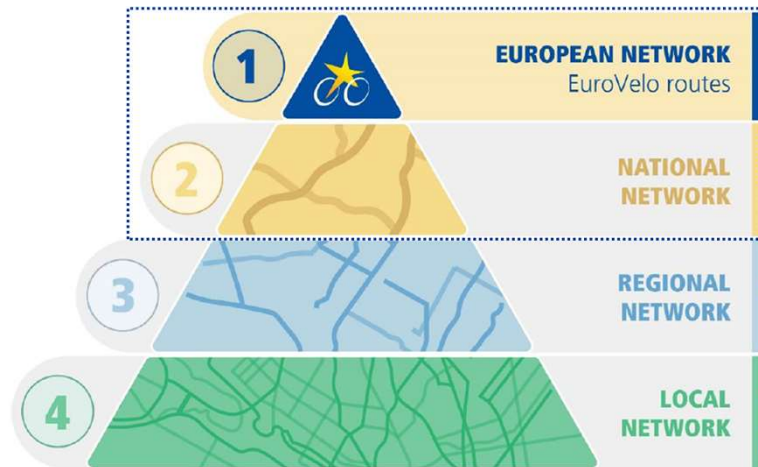 1
EUROPEAN NETWORK
EuroVelo routes
2
NATIONAL
NETWORK
3
REGIONAL
NETWORK
4
LOCAL
NETWORK